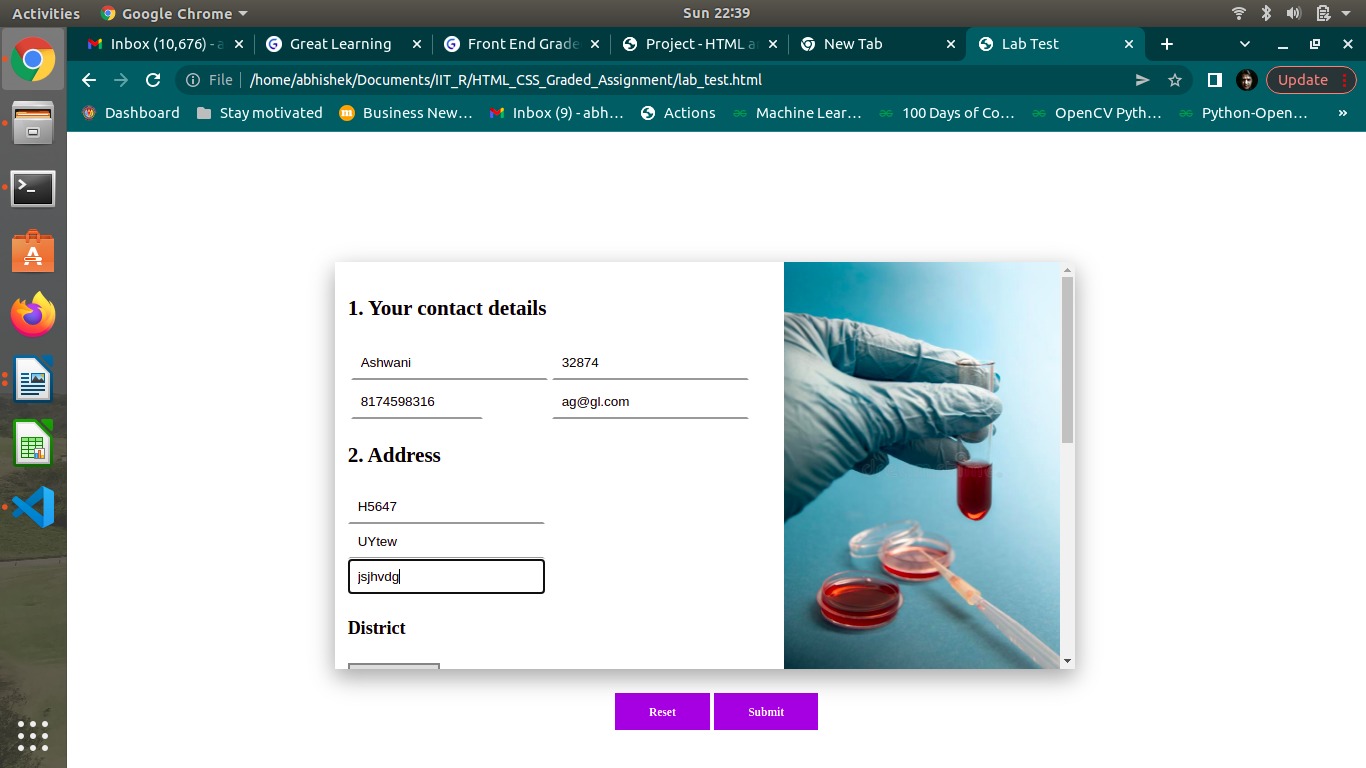 Activities Google Chrome Sun 22:39
Inbox (10,676) - a Great Learning Front End Grade Project - HTML a New Tab Lab Test
File /home/abhishek/Documents/IIT_R/HTML_CSS_Graded_Assignment/lab_test.html Update
Dashboard Stay motivated Business New… Inbox (9) - abh… Actions Machine Lear… 100 Days of Co… OpenCV Pyth… Python-Open… »
1. Your contact details
Ashwani 32874
8174598316 ag@gl.com
2. Address
H5647
UYtew
jsjhvdg
District
Reset Submit